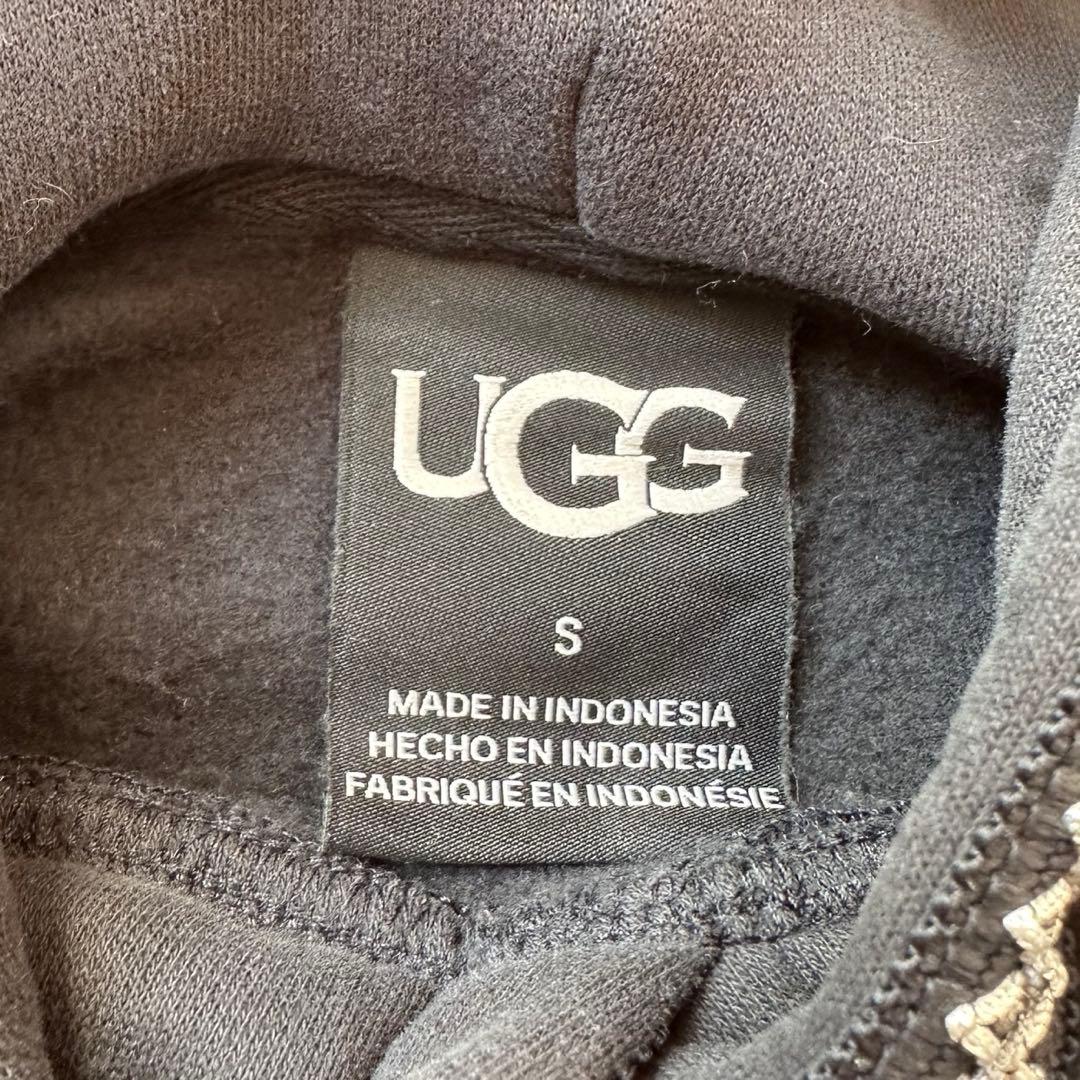 UGG
S
MADE IN INDONESIA
HECHO EN INDONESIA
FABRIQUÉ EN INDONÉSIE